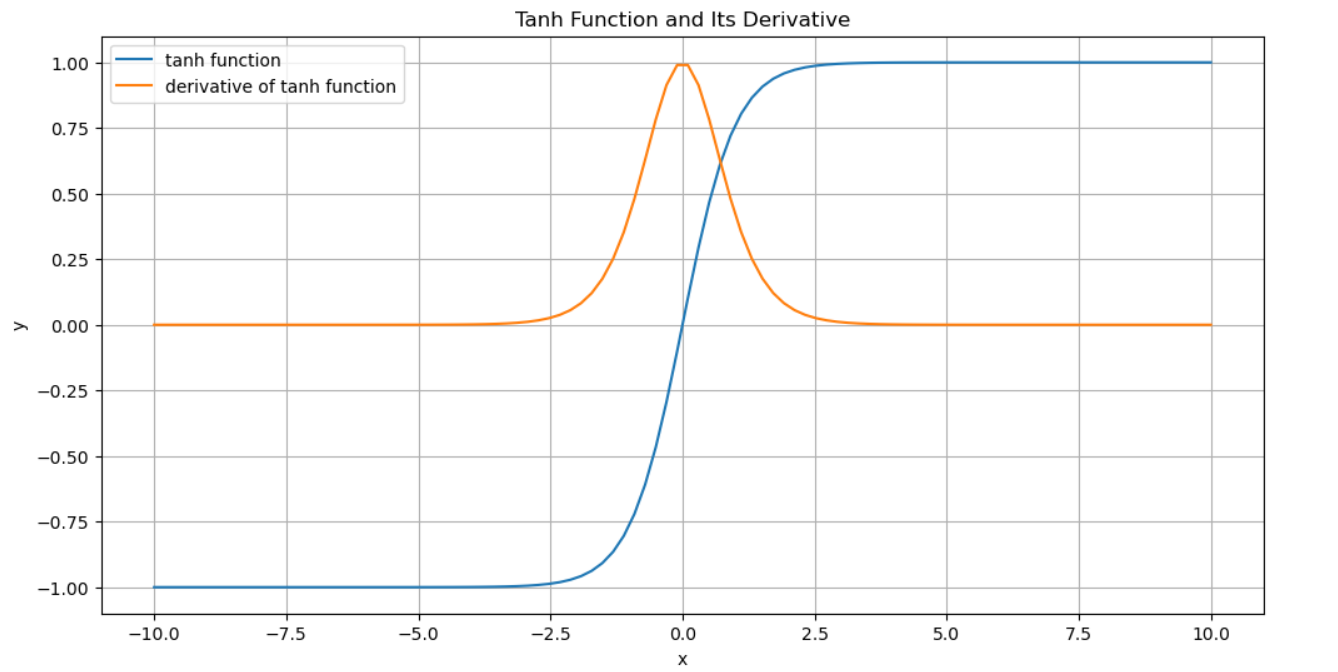 Tanh Function and Its Derivative
tanh function
derivative of tanh function
1.00
0.75
0.50
0.25
0.00
−0.25
−0.50
−0.75
−1.00
y
−10.0 −7.5 −5.0 −2.5 0.0 2.5 5.0 7.5 10.0
x